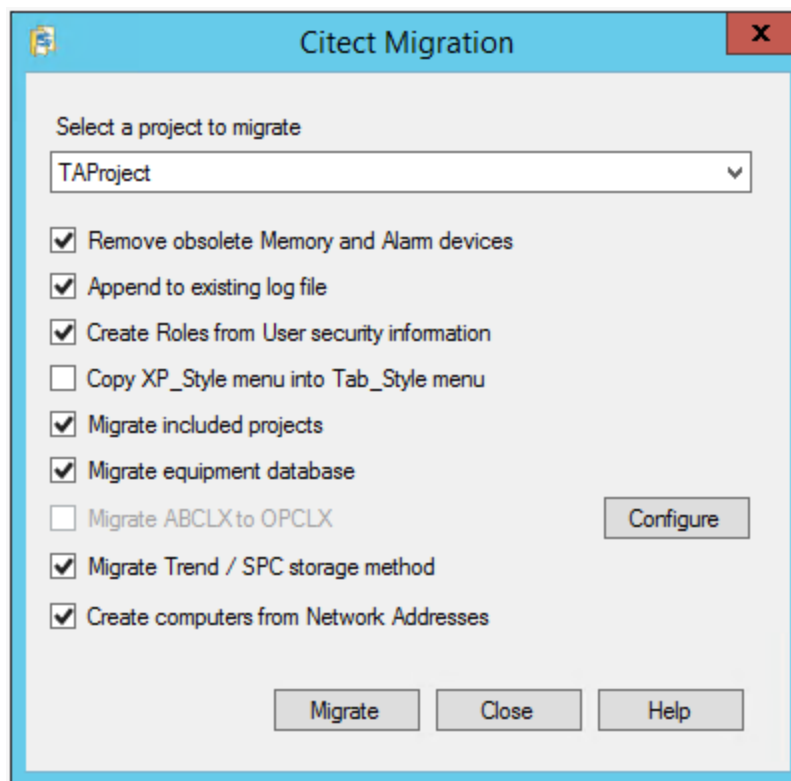 Citect Migration
x
Select a project to migrate
TAProject
Remove obsolete Memory and Alarm devices
Append to existing log file
Create Roles from User security information
Copy XP_Style menu into Tab_Style menu
Migrate included projects
Migrate equipment database
Migrate ABCLX to OPCLX Configure
Migrate Trend / SPC storage method
Create computers from Network Addresses
Migrate Close Help